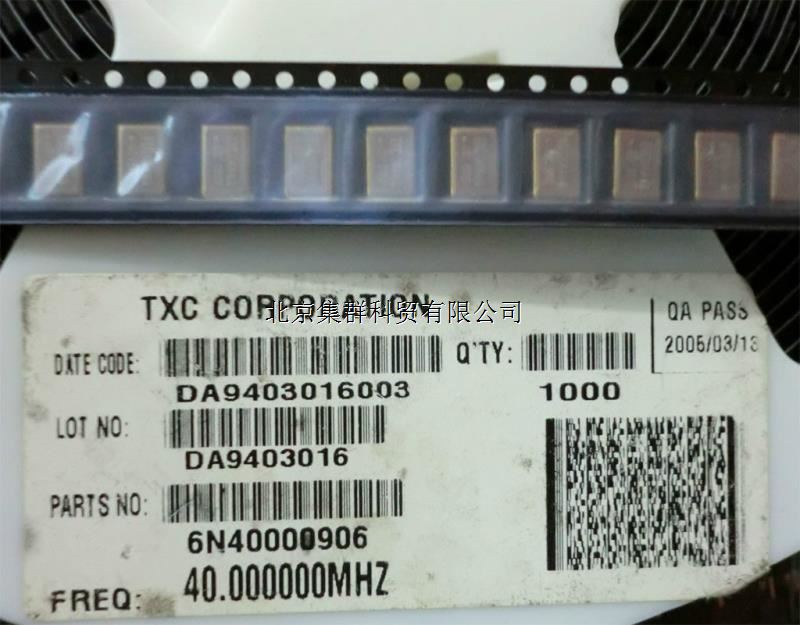 TXC CORPORATION
北京集群科贸有限公司
QA PASS
2005/03/13
DATE CODE:
DA9403016003
Q'TY:
1000
LOT NO:
DA9403016
PARTS NO:
6N40000906
FREQ: 40.000000MHZ